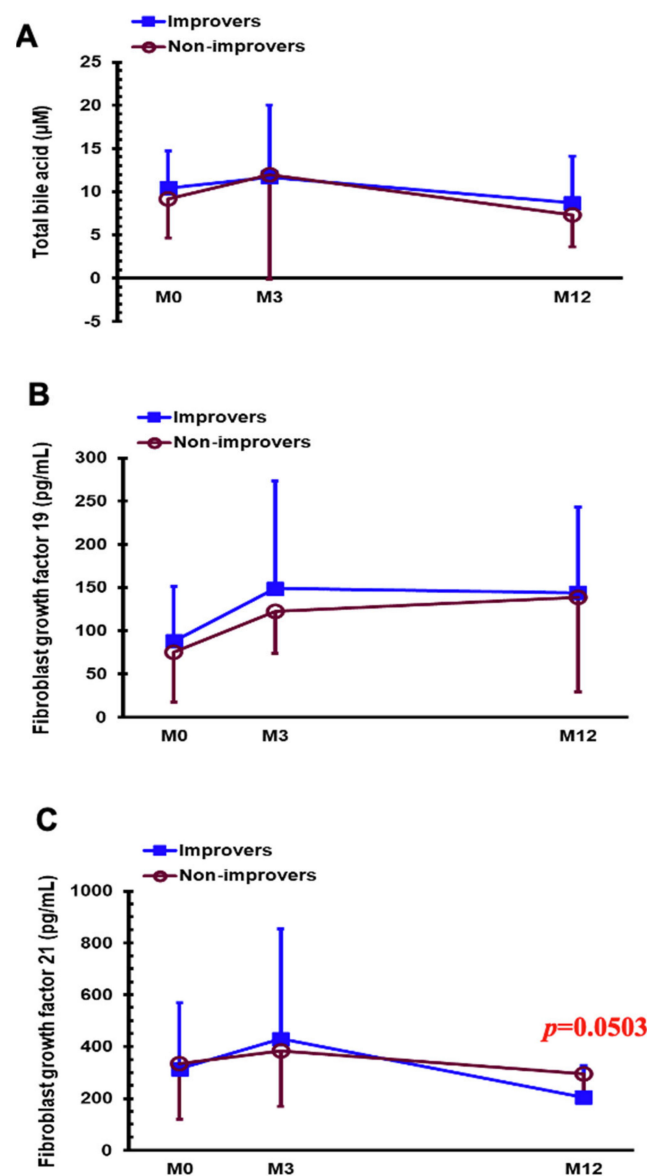 A
Improvers
Non-improvers
Total bile acid (µM)
25
20
15
10
5
0
-5
M0 M3 M12
B
Improvers
Non-improvers
Fibroblast growth factor 19 (pg/mL)
300
250
200
150
100
50
0
M0 M3 M12
C
Improvers
Non-improvers
Fibroblast growth factor 21 (pg/mL)
1000
800
600
400
200
0
p=0.0503
M0 M3 M12